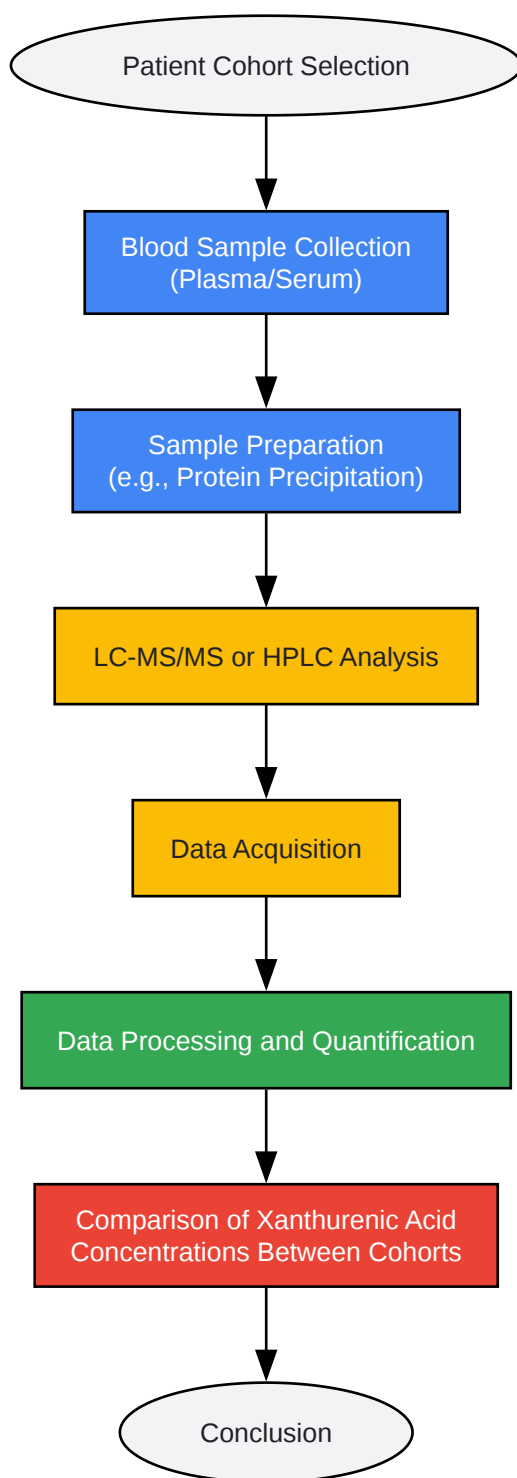 Patient Cohort Selection
Blood Sample Collection
(Plasma/Serum)
Sample Preparation
(e.g., Protein Precipitation)
LC-MS/MS or HPLC Analysis
Data Acquisition
Data Processing and Quantification
Comparison of Xanthurenic Acid
Concentrations Between Cohorts
Conclusion